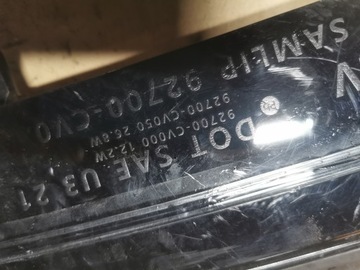 DOT SAE U3 21
92700-CV000 12.2W
92700-CV050 26.8W
SAMLIP 92700-CV0